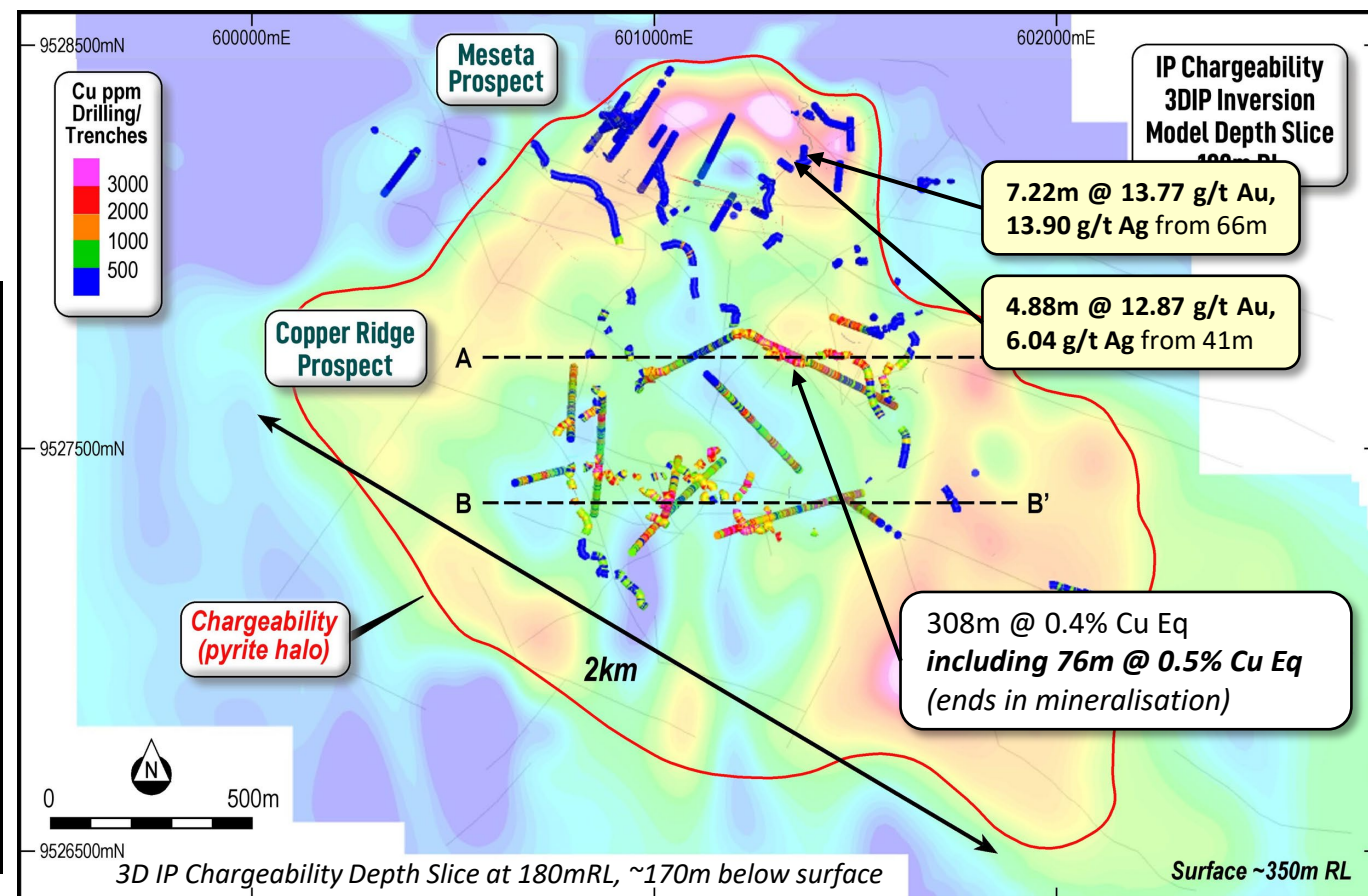 9528500mN
600000mE
601000mE
602000mE
Meseta
Prospect
IP Chargeability
3DIP Inversion
Model Depth Slice
Cu ppm
Drilling/
Trenches
3000
2000
1000
500
7.22m @ 13.77 g/t Au,
13.90 g/t Ag from 66m
4.88m @ 12.87 g/t Au,
6.04 g/t Ag from 41m
Copper Ridge
Prospect
A
9527500mN
B
B'
Chargeability
(pyrite halo)
2km
308m @ 0.4% Cu Eq
including 76m @ 0.5% Cu Eq
(ends in mineralisation)
N
0
500m
9526500mN
3D IP Chargeability Depth Slice at 180mRL, ~170m below surface
Surface ~350m RL